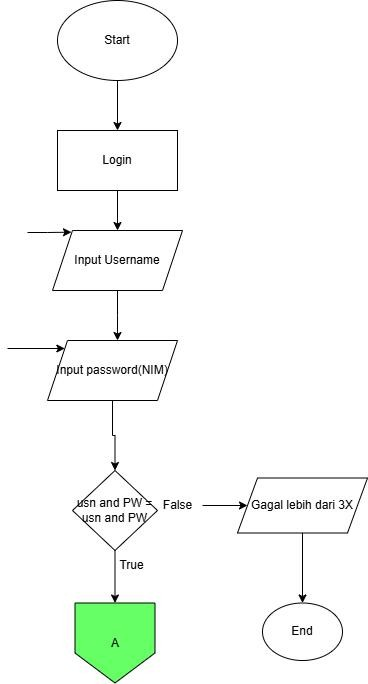 Start
Login
Input Username
Input password(NIM)
usn and PW =
usn and PW
False
Gagal lebih dari 3X
True
End
A